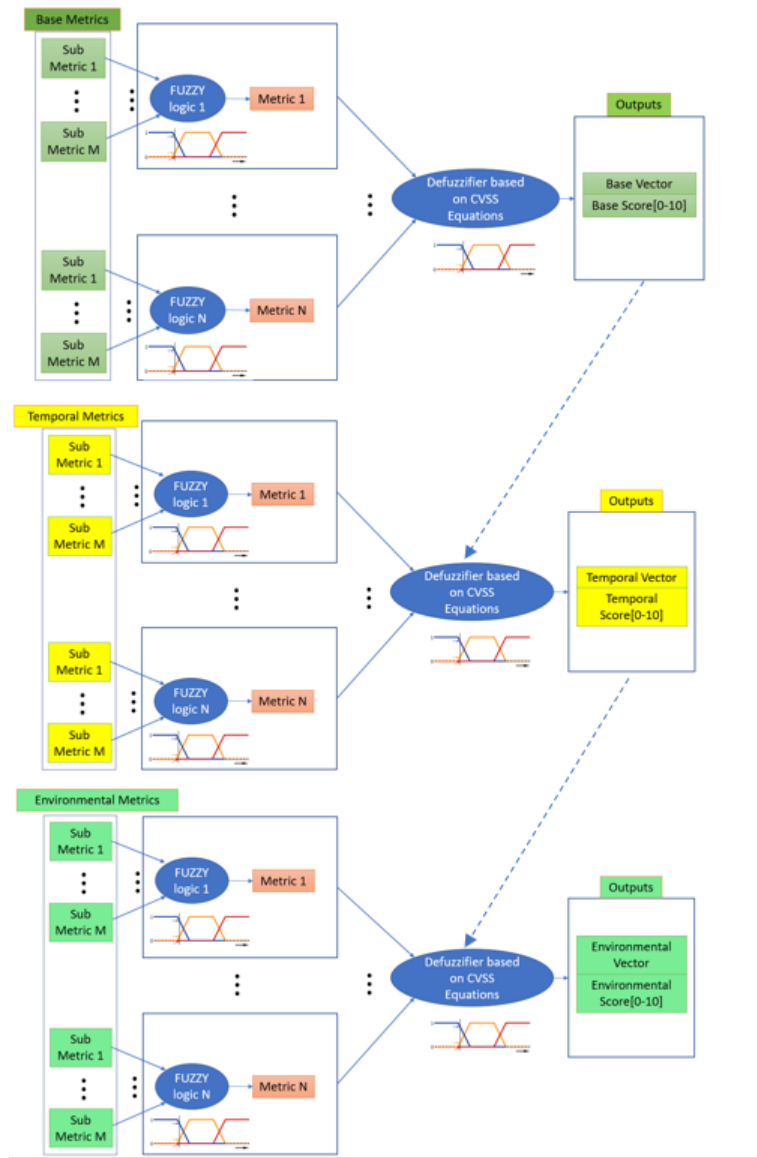 Base Metrics
Sub
Metric 1
Sub
Metric M
FUZZY
logic 1
Metric 1
Sub
Metric 1
Sub
Metric M
FUZZY
logic N
Metric N
Defuzzifier based
on CVSS
Equations
Outputs
Base Vector
Base Score[0-10]
Temporal Metrics
Sub
Metric 1
Sub
Metric M
FUZZY
logic 1
Metric 1
Sub
Metric 1
Sub
Metric M
FUZZY
logic N
Metric N
Defuzzifier based
on CVSS
Equations
Outputs
Temporal Vector
Temporal
Score[0-10]
Environmental Metrics
Sub
Metric 1
Sub
Metric M
FUZZY
logic 1
Metric 1
Sub
Metric 1
Sub
Metric M
FUZZY
logic N
Metric N
Defuzzifier based
on CVSS
Equations
Outputs
Environmental
Vector
Environmental
Score[0-10]